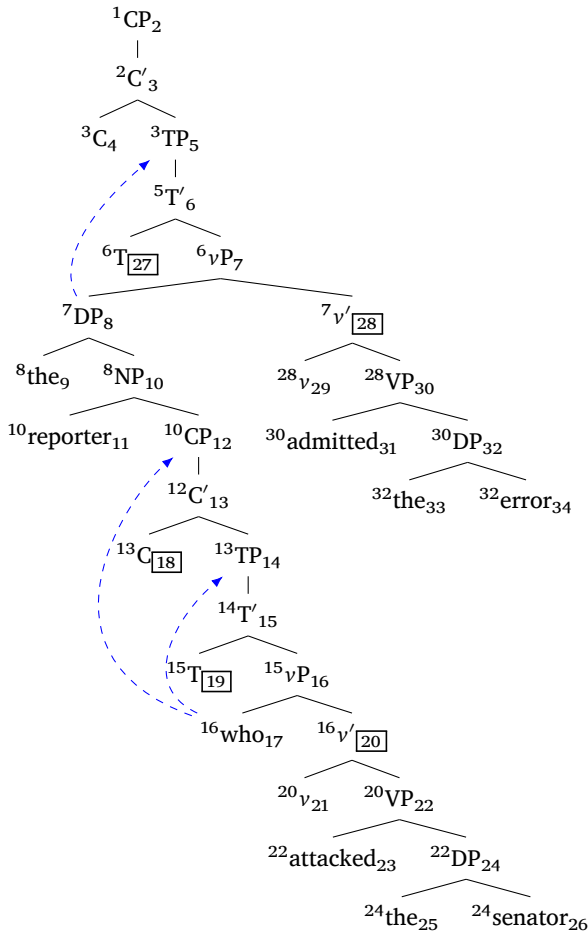 ¹CP₂
²C′₃
³C₄ ³TP₅
⁵T′₆
⁶T₂₇ ⁶vP₇
⁷DP₈ ⁷v′₂₈
⁸the₉ ⁸NP₁₀ ²⁸v₂₉ ²⁸VP₃₀
¹⁰reporter₁₁ ¹⁰CP₁₂ ³⁰admitted₃₁ ³⁰DP₃₂
¹²C′₁₃ ³²the₃₃ ³²error₃₄
¹³C₁₈ ¹³TP₁₄
¹⁴T′₁₅
¹⁵T₁₉ ¹⁵vP₁₆
¹⁶who₁₇ ¹⁶v′₂₀
²⁰v₂₁ ²⁰VP₂₂
²²attacked₂₃ ²²DP₂₄
²⁴the₂₅ ²⁴senator₂₆